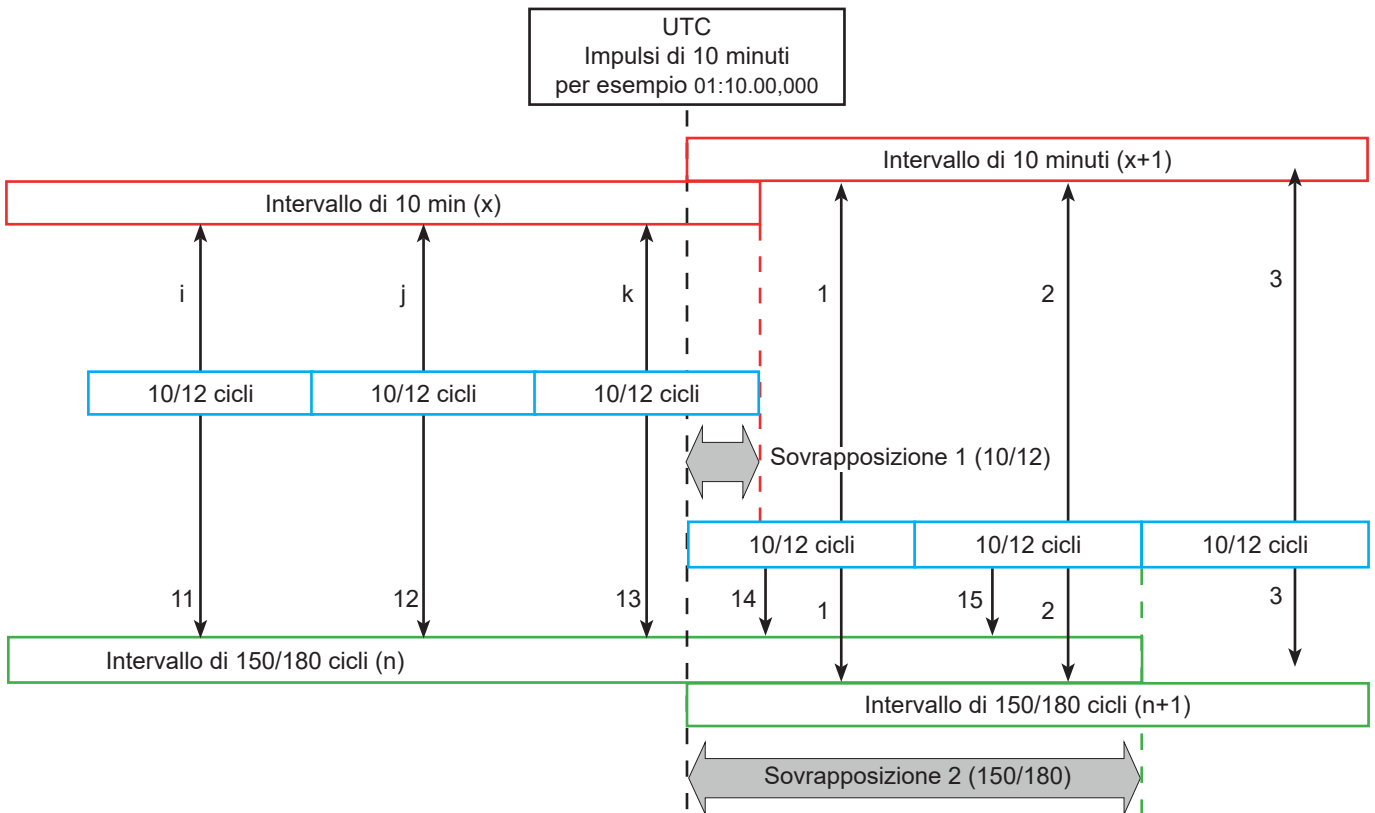 UTC
Impulsi di 10 minuti
per esempio 01:10.00,000
Intervallo di 10 minuti (x+1)
Intervallo di 10 min (x)
i
j
k
1
2
3
10/12 cicli
10/12 cicli
10/12 cicli
Sovrapposizione 1 (10/12)
10/12 cicli
10/12 cicli
10/12 cicli
11
12
13
14
1
15
2
3
Intervallo di 150/180 cicli (n)
Intervallo di 150/180 cicli (n+1)
Sovrapposizione 2 (150/180)